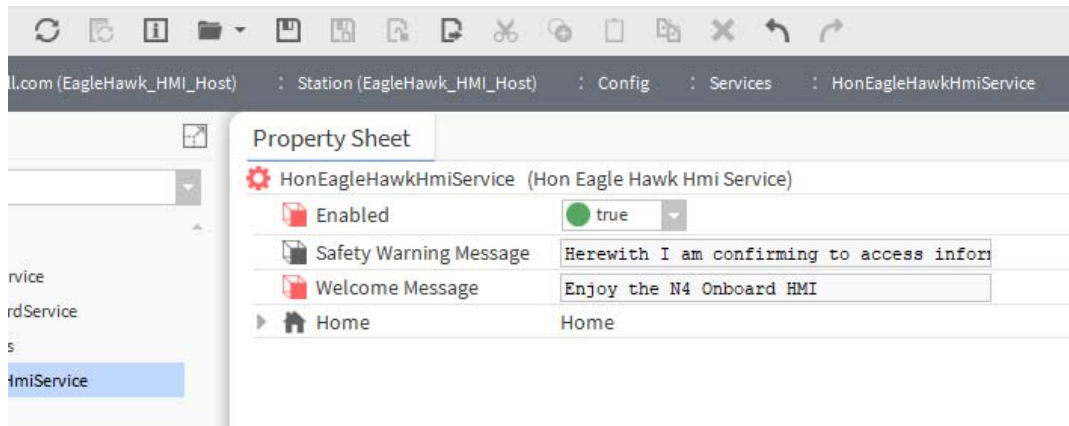 ll.com (EagleHawk_HMI_Host) : Station (EagleHawk_HMI_Host) : Config : Services : HonEagleHawkHmiService
Property Sheet
HonEagleHawkHmiService (Hon Eagle Hawk Hmi Service)
Enabled true
Safety Warning Message Herewith I am confirming to access infor
Welcome Message Enjoy the N4 Onboard HMI
Home Home
rvice
rdService
s
HmiService